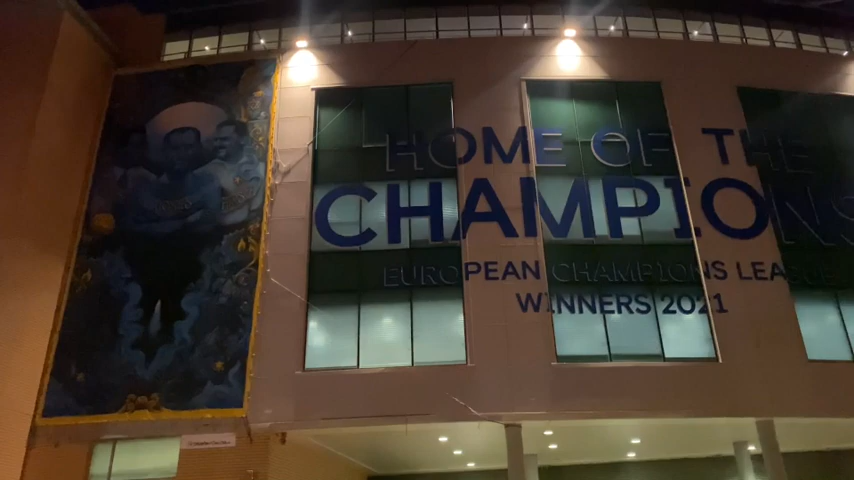 HOME OF THE
CHAMPIONS
EUROPEAN CHAMPIONS LEAGUE
WINNERS 2021